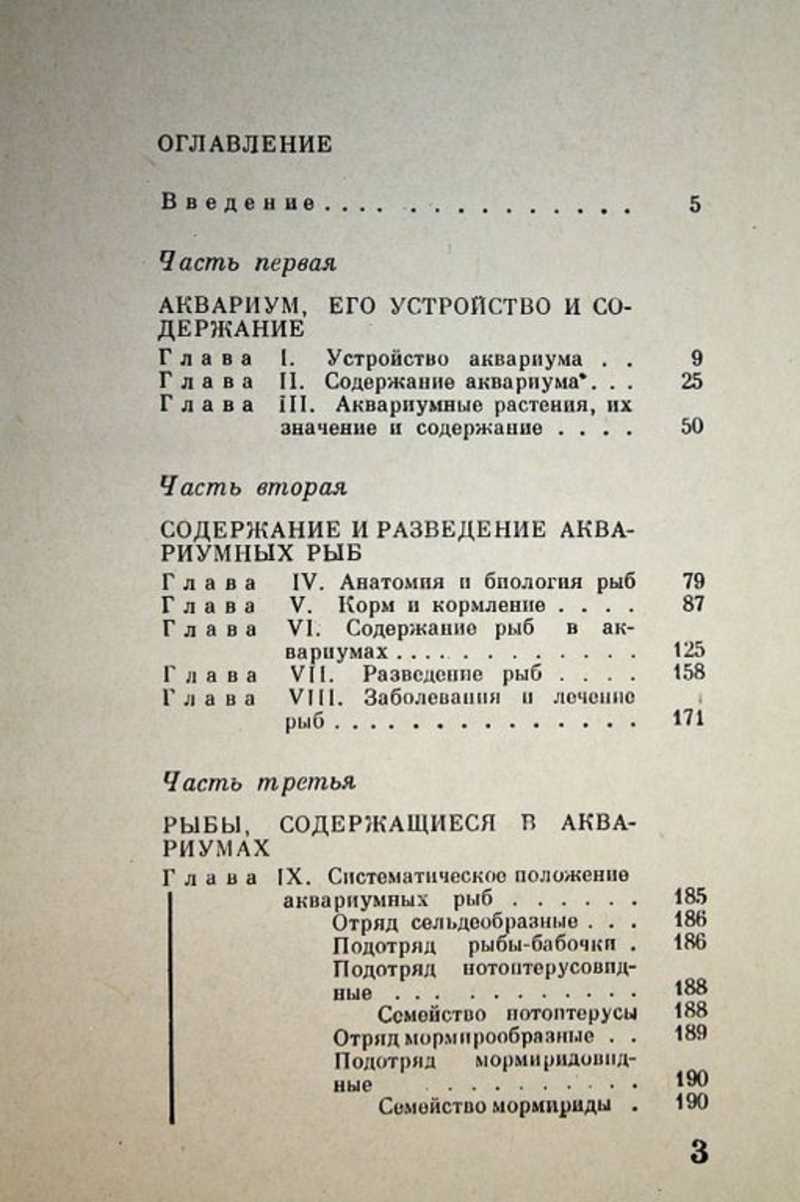 ОГЛАВЛЕНИЕ
Введение . . . . . . . . . . . . . . . . 5
Часть первая
АКВАРИУМ, ЕГО УСТРОЙСТВО И СО-
ДЕРЖАНИЕ
Глава I. Устройство аквариума . . 9
Глава II. Содержание аквариума . . . 25
Глава III. Аквариумные растения, их
значение и содержание . . . . 50
Часть вторая
СОДЕРЖАНИЕ И РАЗВЕДЕНИЕ АКВА-
РИУМНЫХ РЫБ
Глава IV. Анатомия и биология рыб 79
Глава V. Корм и кормление . . . . 87
Глава VI. Содержание рыб в ак-
вариумах . . . . . . . . . . . . 125
Глава VII. Разведение рыб . . . . 158
Глава VIII. Заболевания и лечение
рыб . . . . . . . . . . . . . . 171
Часть третья
РЫБЫ, СОДЕРЖАЩИЕСЯ В АКВА-
РИУМАХ
Глава IX. Систематическое положение
аквариумных рыб . . . . . . 185
Отряд сельдеобразные . . . 186
Подотряд рыбы-бабочки . 186
Подотряд нотоптерусовид-
ные . . . . . . . . . . . 188
Семейство нотоптерусы 188
Отряд мормирообразные . . 189
Подотряд мормиридовид-
ные . . . . . . . . . 190
Семейство мормириды . 190
3